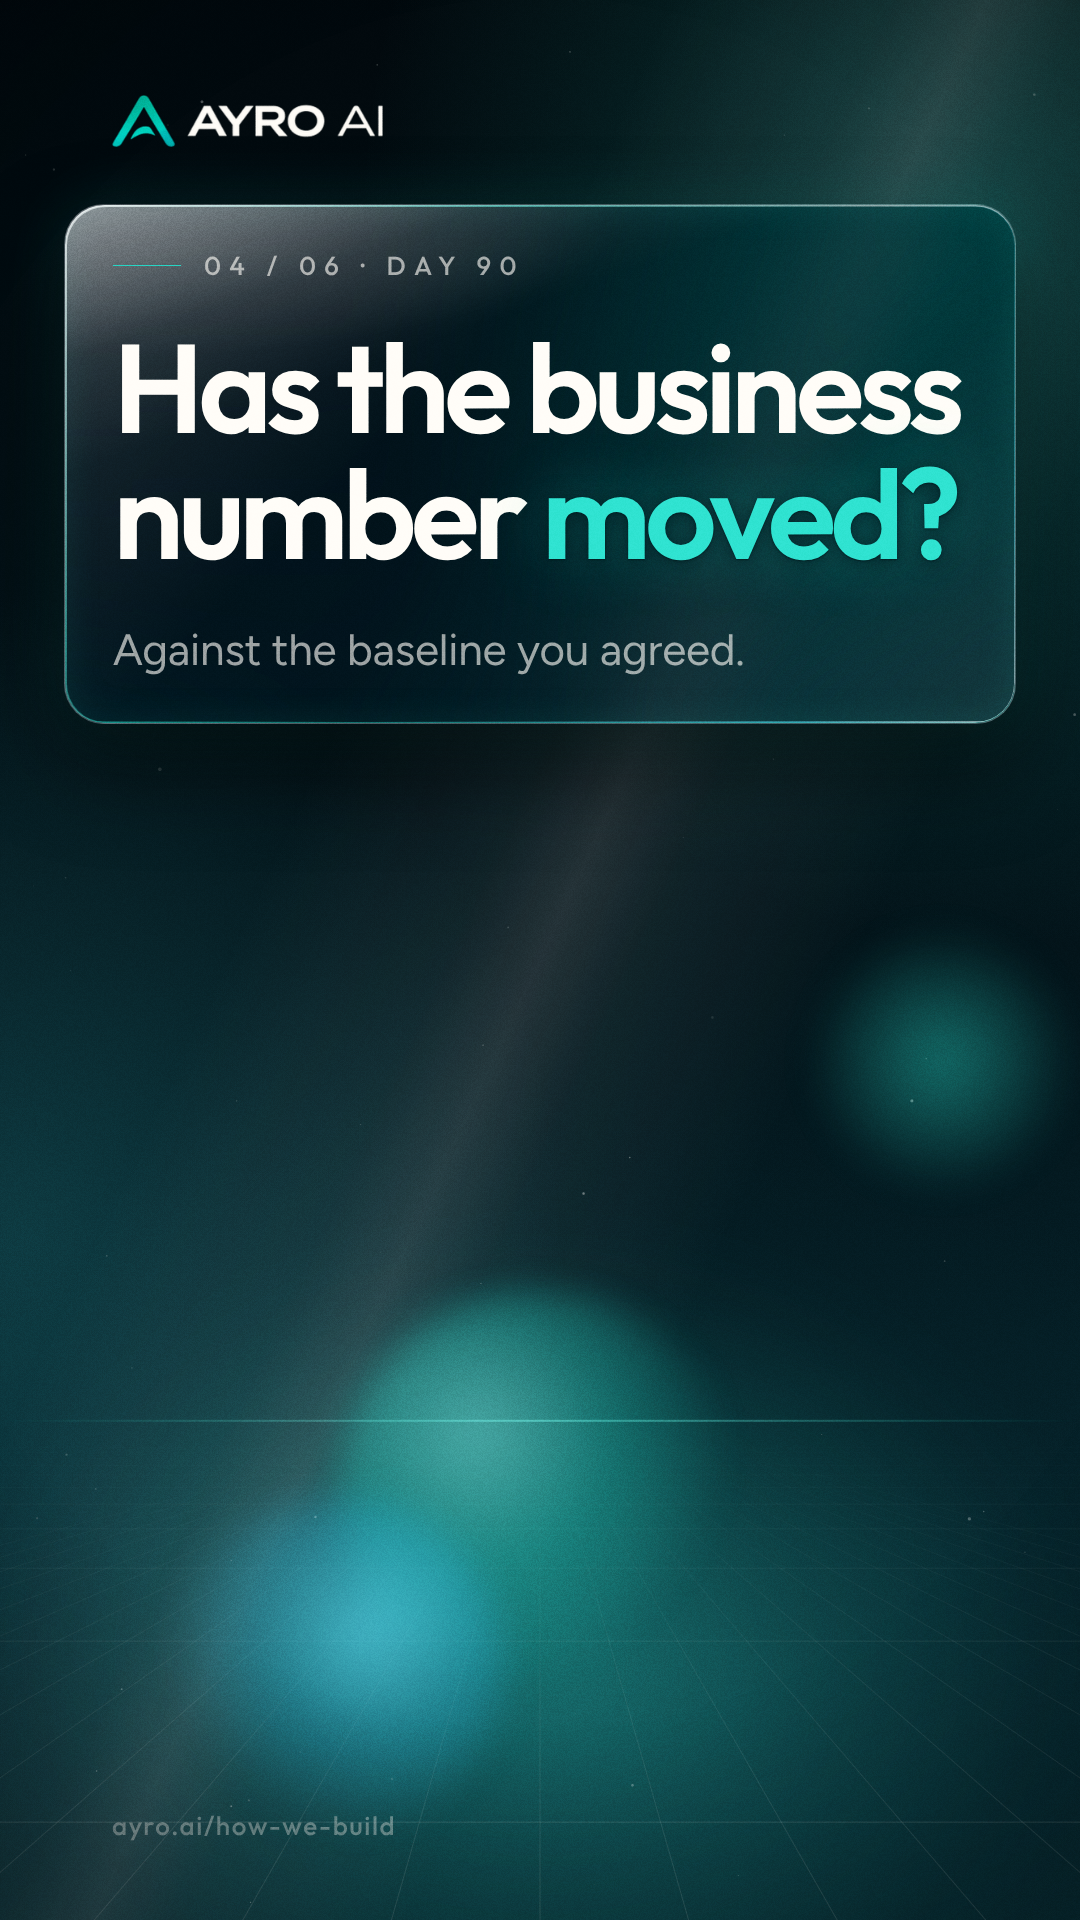 AYRO AI
04 / 06 · DAY 90
Has the business
number moved?
Against the baseline you agreed.
ayro.ai/how-we-build